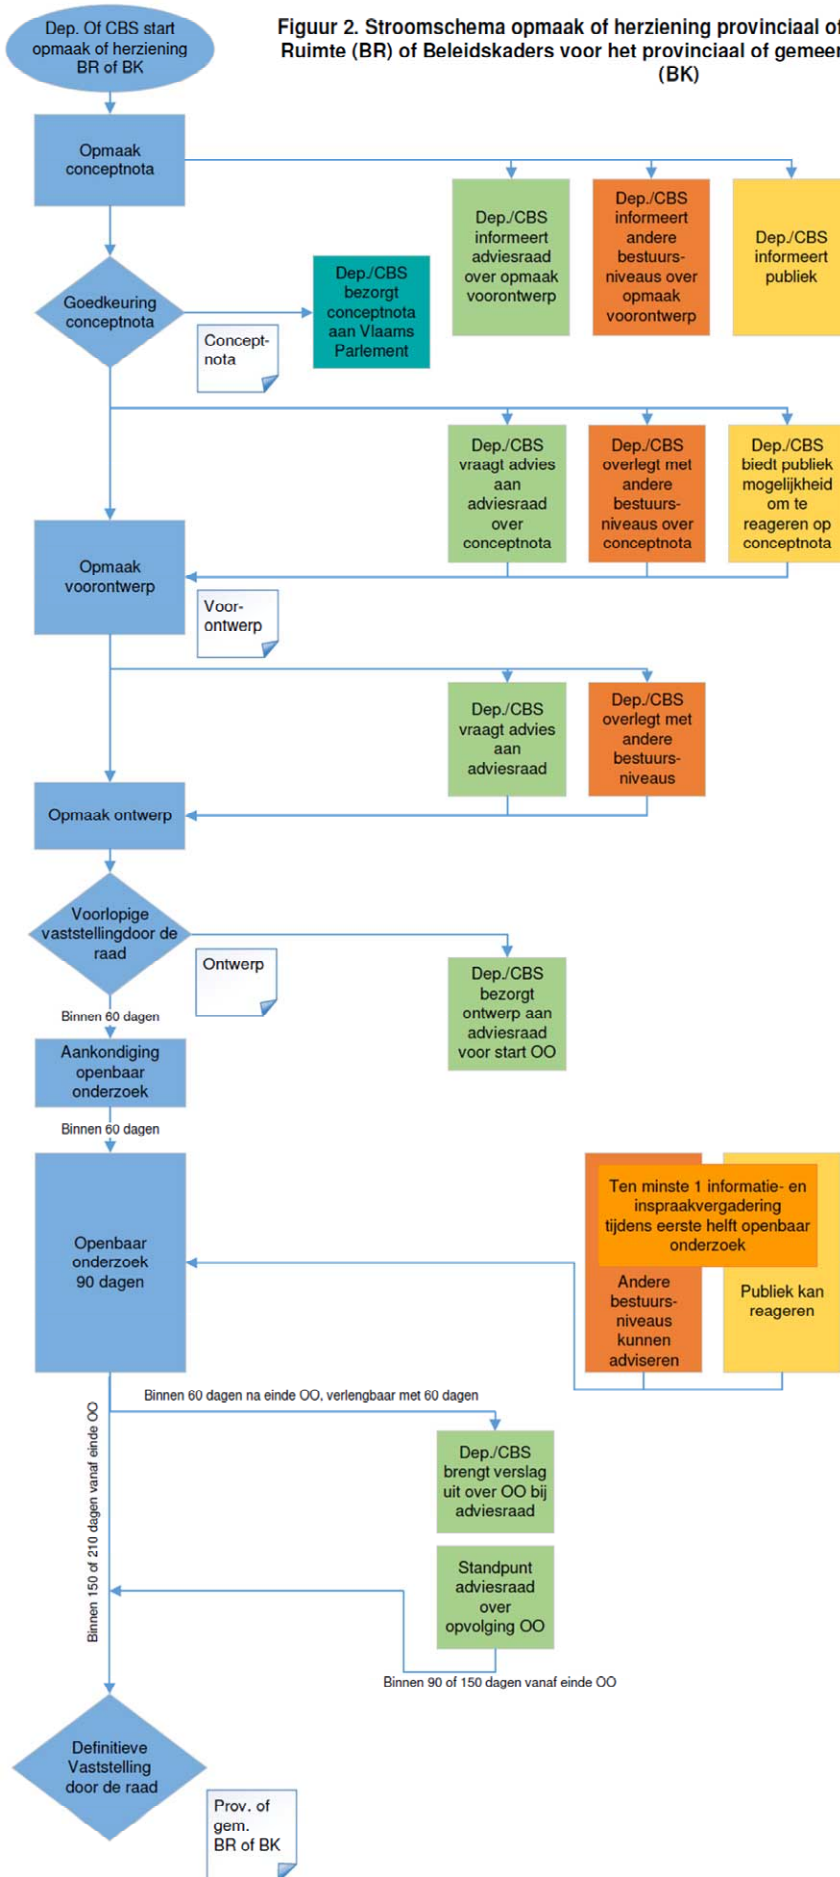 Figuur 2. Stroomschema opmaak of herziening provinciaal of
Ruimte (BR) of Beleidskaders voor het provinciaal of gemeen
(BK)
Dep. Of CBS start
opmaak of herziening
BR of BK
Opmaak
conceptnota
Dep./CBS
informeert
adviesraad
over opmaak
voorontwerp
Dep./CBS
informeert
andere
bestuurs-
niveaus over
opmaak
voorontwerp
Dep./CBS
informeert
publiek
Goedkeuring
conceptnota
Concept-
nota
Dep./CBS
bezorgt
conceptnota
aan Vlaams
Parlement
Dep./CBS
vraagt advies
aan
adviesraad
over
conceptnota
Dep./CBS
overlegt met
andere
bestuurs-
niveaus over
conceptnota
Dep./CBS
biedt publiek
mogelijkheid
om te
reageren op
conceptnota
Opmaak
voorontwerp
Voor-
ontwerp
Dep./CBS
vraagt advies
aan
adviesraad
Dep./CBS
overlegt met
andere
bestuurs-
niveaus
Opmaak ontwerp
Voorlopige
vaststellingdoor de
raad
Ontwerp
Dep./CBS
bezorgt
ontwerp aan
adviesraad
voor start OO
Binnen 60 dagen
Aankondiging
openbaar
onderzoek
Binnen 60 dagen
Openbaar
onderzoek
90 dagen
Ten minste 1 informatie- en
inspraakvergadering
tijdens eerste helft openbaar
onderzoek
Andere
bestuurs-
niveaus
kunnen
adviseren
Publiek kan
reageren
Binnen 60 dagen na einde OO, verlengbaar met 60 dagen
Dep./CBS
brengt verslag
uit over OO bij
adviesraad
Binnen 150 of 210 dagen vanaf einde OO
Standpunt
adviesraad
over
opvolging OO
Binnen 90 of 150 dagen vanaf einde OO
Definitieve
Vaststelling
door de raad
Prov. of
gem.
BR of BK